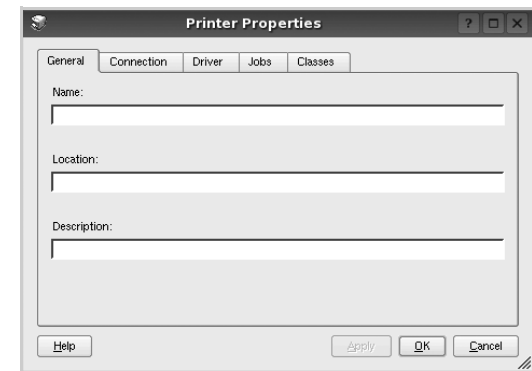 Printer Properties
General Connection Driver Jobs Classes
Name:
Location:
Description:
Help Apply OK Cancel